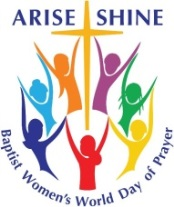 ARISE SHINE
Baptist Women's World Day of Prayer